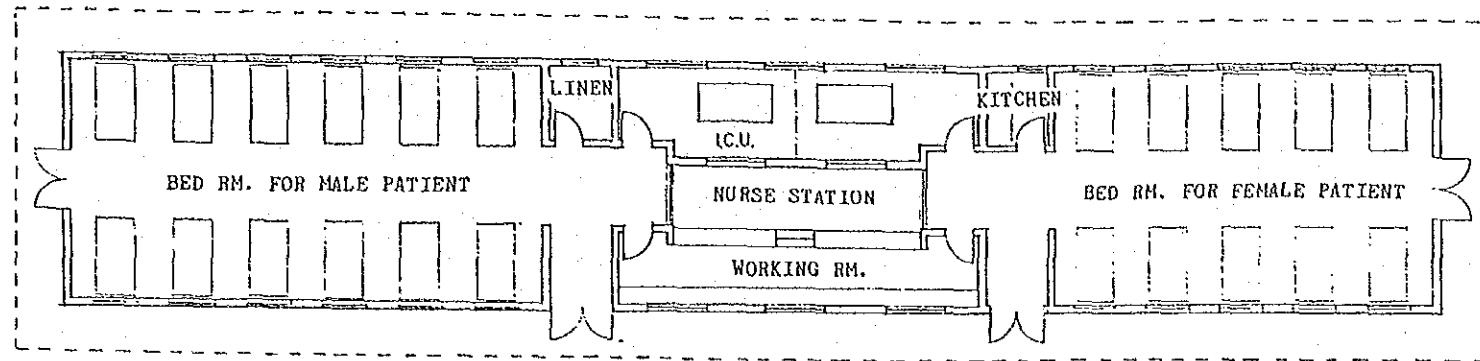 LINEN
KITCHEN
I.C.U.
BED RM. FOR MALE PATIENT
NURSE STATION
BED RM. FOR FEMALE PATIENT
WORKING RM.